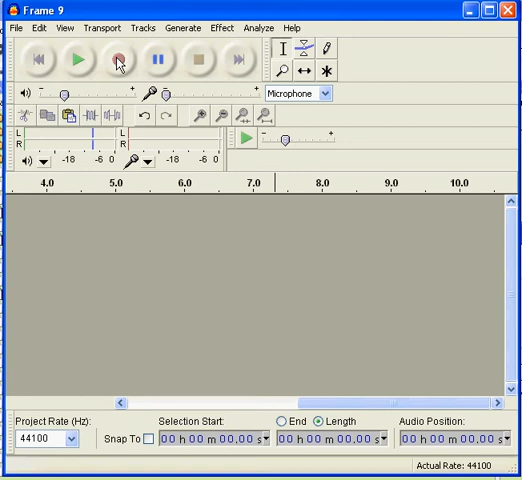 Frame 9
File Edit View Transport Tracks Generate Effect Analyze Help
- + - + Microphone
L
R
L
R
- +
-18 -6 0 -18 -6 0
4.0 5.0 6.0 7.0 8.0 9.0 10.0
Project Rate (Hz): Selection Start: End Length Audio Position:
44100 Snap To 00 h 00 m 00.00 s 00 h 00 m 00.00 s 00 h 00 m 00.00 s
Actual Rate: 44100